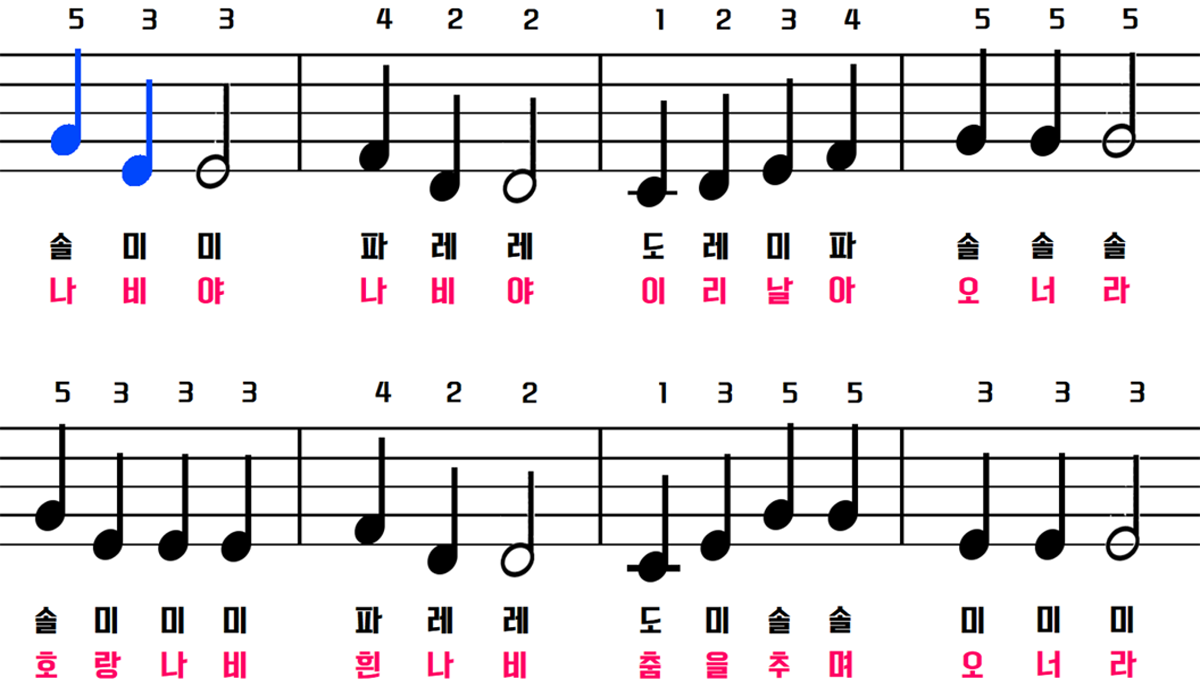 5 3 3 4 2 2 1 2 3 4 5 5 5
솔 미 미 파 레 레 도 레 미 파 솔 솔 솔
나 비 야 나 비 야 이 리 날 아 오 너 라
5 3 3 3 4 2 2 1 3 5 5 3 3 3
솔 미 미 미 파 레 레 도 미 솔 솔 미 미 미
호 랑 나 비 흰 나 비 춤 을 추 며 오 너 라